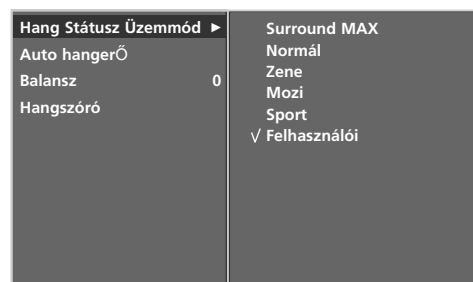 Hang Státusz Üzemmód ►
Auto hangerŐ
Balansz 0
Hangszóró
Surround MAX
Normál
Zene
Mozi
Sport
√ Felhasználói